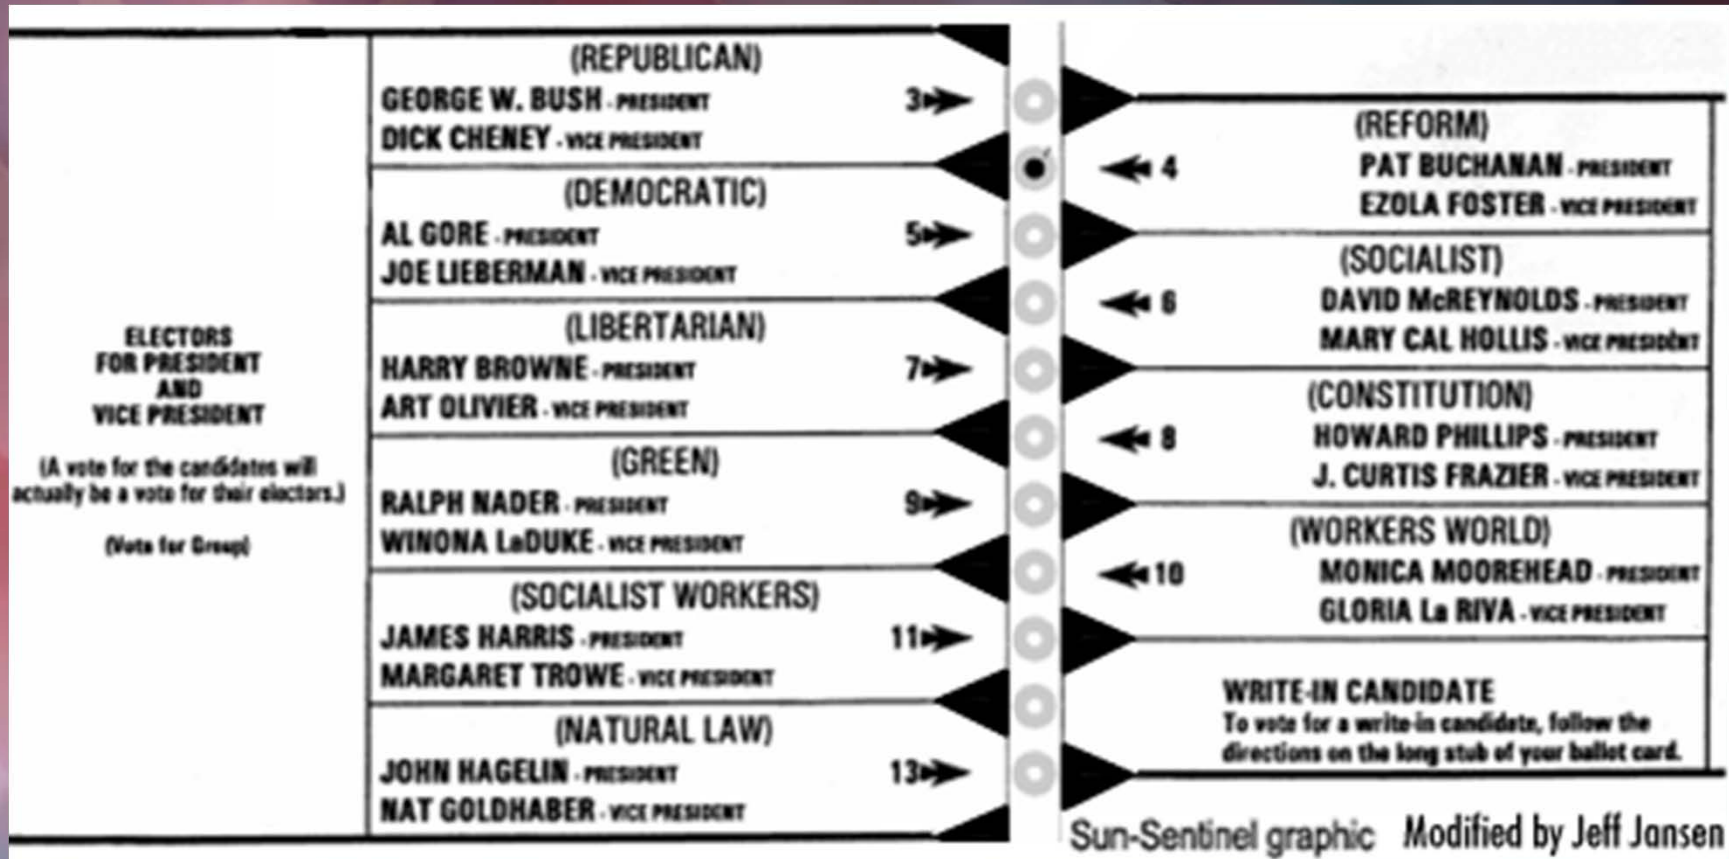 ELECTORS
FOR PRESIDENT
AND
VICE PRESIDENT
(A vote for the candidates will
actually be a vote for their electors.)
(Vote for Group)
(REPUBLICAN)
GEORGE W. BUSH - PRESIDENT 3
DICK CHENEY - VICE PRESIDENT
(DEMOCRATIC)
AL GORE - PRESIDENT 5
JOE LIEBERMAN - VICE PRESIDENT
(LIBERTARIAN)
HARRY BROWNE - PRESIDENT 7
ART OLIVIER - VICE PRESIDENT
(GREEN)
RALPH NADER - PRESIDENT 9
WINONA LaDUKE - VICE PRESIDENT
(SOCIALIST WORKERS)
JAMES HARRIS - PRESIDENT 11
MARGARET TROWE - VICE PRESIDENT
(NATURAL LAW)
JOHN HAGELIN - PRESIDENT 13
NAT GOLDHABER - VICE PRESIDENT
(REFORM)
4 PAT BUCHANAN - PRESIDENT
EZOLA FOSTER - VICE PRESIDENT
(SOCIALIST)
6 DAVID McREYNOLDS - PRESIDENT
MARY CAL HOLLIS - VICE PRESIDENT
(CONSTITUTION)
8 HOWARD PHILLIPS - PRESIDENT
J. CURTIS FRAZIER - VICE PRESIDENT
(WORKERS WORLD)
10 MONICA MOOREHEAD - PRESIDENT
GLORIA La RIVA - VICE PRESIDENT
WRITE-IN CANDIDATE
To vote for a write-in candidate, follow the
directions on the long stub of your ballot card.
Sun-Sentinel graphic Modified by Jeff Jansen